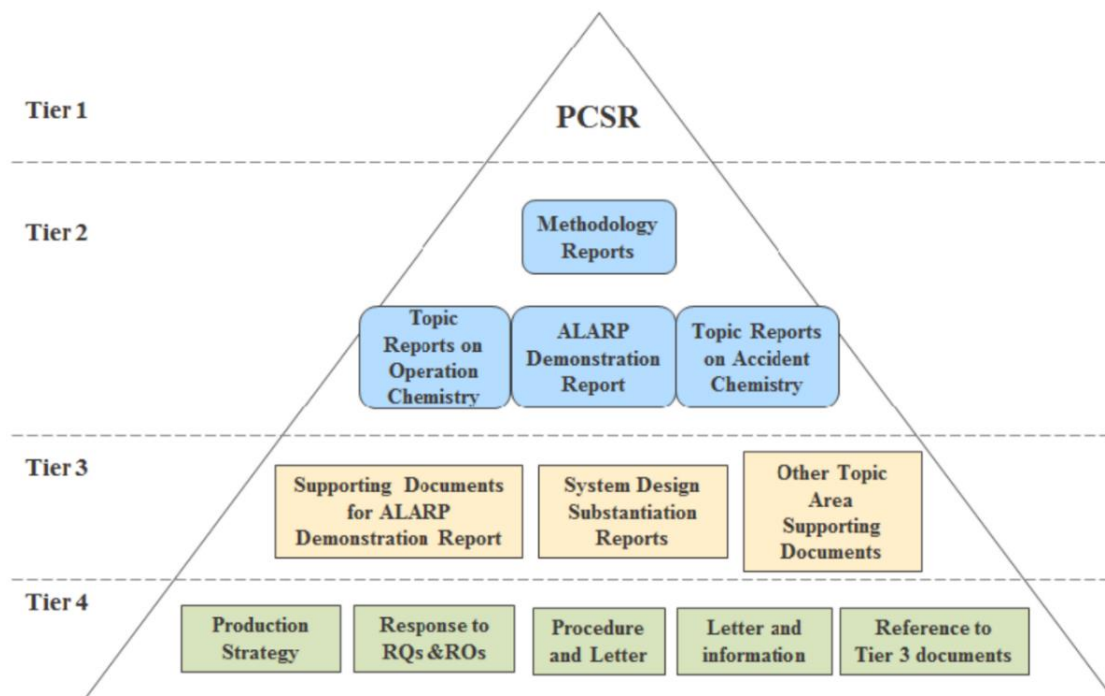 Tier 1
PCSR
Tier 2
Methodology
Reports
Topic
Reports on
Operation
Chemistry
ALARP
Demonstration
Report
Topic Reports
on Accident
Chemistry
Tier 3
Supporting Documents
for ALARP
Demonstration Report
System Design
Substantiation
Reports
Other Topic
Area
Supporting
Documents
Tier 4
Production
Strategy
Response to
RQs &ROs
Procedure
and Letter
Letter and
information
Reference to
Tier 3 documents